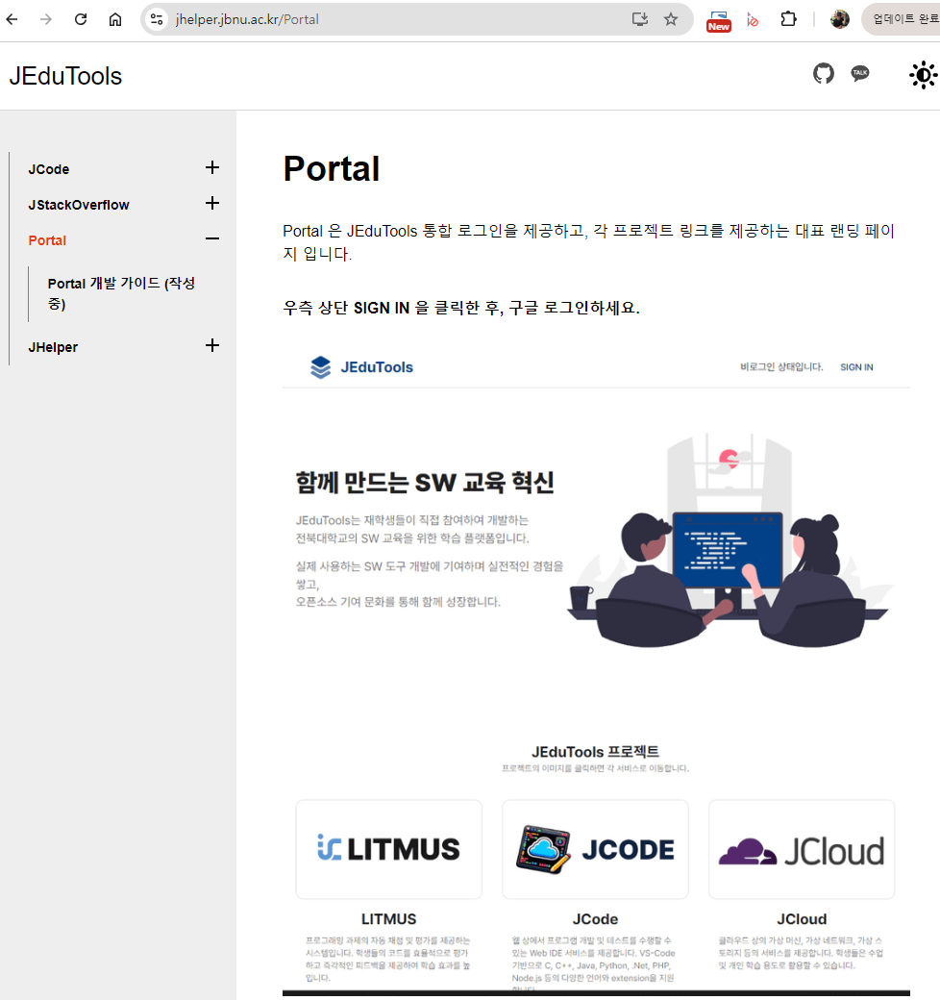 jhelper.jbnu.ac.kr/Portal
New
업데이트 완료
JEduTools
TALK
JCode
JStackOverflow
Portal
Portal 개발 가이드 (작성
중)
JHelper
Portal
Portal 은 JEduTools 통합 로그인을 제공하고, 각 프로젝트 링크를 제공하는 대표 랜딩 페이
지 입니다.
우측 상단 SIGN IN 을 클릭한 후, 구글 로그인하세요.
JEduTools
비로그인 상태입니다.
SIGN IN
함께 만드는 SW 교육 혁신
JEduTools는 재학생들이 직접 참여하여 개발하는
전북대학교의 SW 교육을 위한 학습 플랫폼입니다.
실제 사용하는 SW 도구 개발에 기여하며 실전적인 경험을
쌓고,
오픈소스 기여 문화를 통해 함께 성장합니다.
JEduTools 프로젝트
프로젝트의 이미지를 클릭하면 각 서비스로 이동합니다.
LITMUS
LITMUS
프로그래밍 과제의 자동 채점 및 평가를 제공하는
시스템입니다. 학생들의 코드를 효율적으로 평가
하고 즉각적인 피드백을 제공하여 학습 효과를 높
입니다.
JCODE
JCode
웹 상에서 프로그램 개발 및 테스트를 수행할 수
있는 Web IDE 서비스를 제공합니다. VS-Code
기반으로 C, C++, Java, Python, .Net, PHP,
Node.js 등의 다양한 언어와 extension을 지원
합니다.
JCloud
JCloud
클라우드 상의 가상 머신, 가상 네트워크, 가상 스
토리지 등의 서비스를 제공합니다. 학생들은 수업
및 개인 학습 용도로 활용할 수 있습니다.